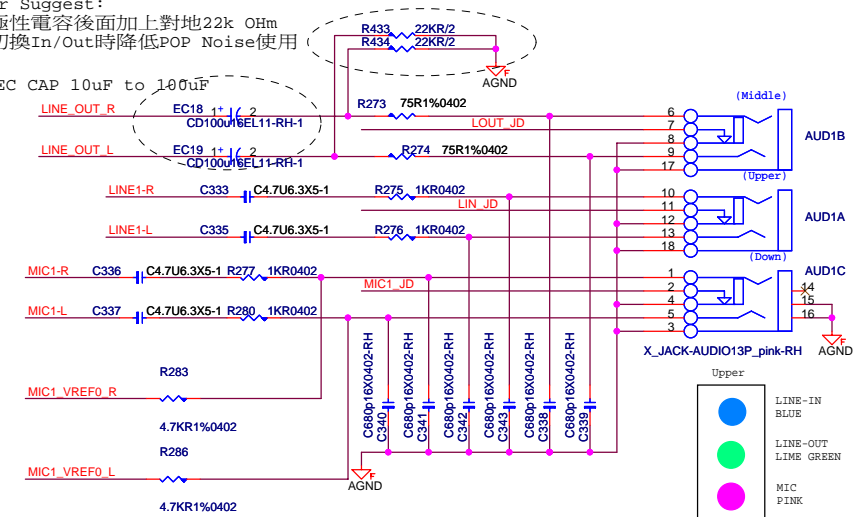 r Suggest:
極性電容後面加上對地22k OHm
切換In/Out時降低POP Noise使用
EC CAP 10uF to 100uF
R433 22KR/2
R434 22KR/2
AGND
LINE_OUT_R EC18 1 + 2 CD100u16EL11-RH-1 R273 75R1%0402
LOUT_JD
LINE_OUT_L EC19 1 + 2 CD100u16EL11-RH-1 R274 75R1%0402
(Middle)
6
7
8
9
17
AUD1B
(Upper)
LINE1-R C333 C4.7U6.3X5-1 R275 1KR0402
LIN_JD
LINE1-L C335 C4.7U6.3X5-1 R276 1KR0402
10
11
12
13
18
AUD1A
(Down)
MIC1-R C336 C4.7U6.3X5-1 R277 1KR0402
MIC1_JD
MIC1-L C337 C4.7U6.3X5-1 R280 1KR0402
1
2
4
5
3
AUD1C
14
15
16
X_JACK-AUDIO13P_pink-RH
AGND
C680p16X0402-RH
C340
C680p16X0402-RH
C341
C680p16X0402-RH
C342
C680p16X0402-RH
C343
C680p16X0402-RH
C338
C680p16X0402-RH
C339
AGND
MIC1_VREF0_R R283
4.7KR1%0402
MIC1_VREF0_L R286
4.7KR1%0402
Upper
LINE-IN
BLUE
LINE-OUT
LIME GREEN
MIC
PINK